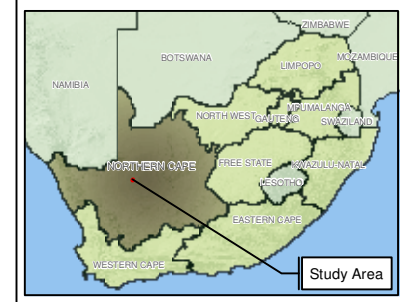 ZIMBABWE
BOTSWANA
MOZAMBIQUE
LIMPOPO
NAMIBIA
MPUMALANGA
NORTH WEST
GAUTENG
SWAZILAND
NORTHERN CAPE
FREE STATE
KWAZULU-NATAL
LESOTHO
EASTERN CAPE
WESTERN CAPE
Study Area